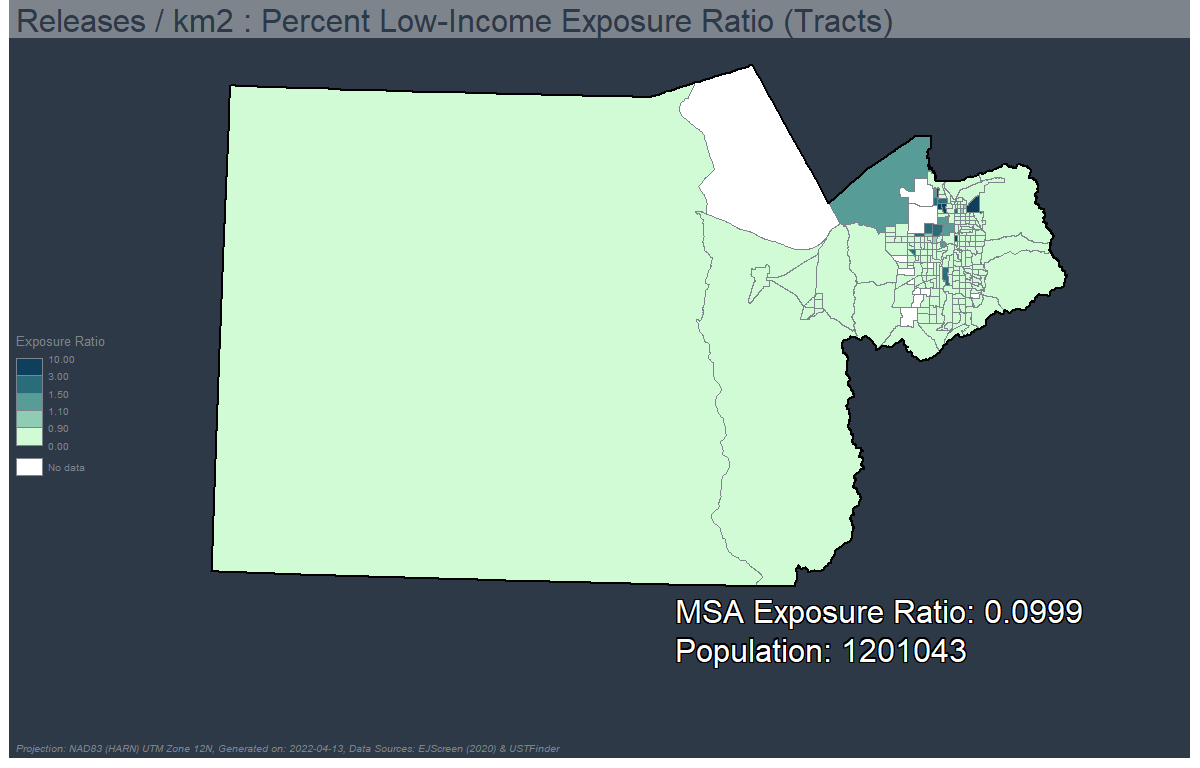 Releases / km2 : Percent Low-Income Exposure Ratio (Tracts)
Exposure Ratio
10.00
3.00
1.50
1.10
0.90
0.00
No data
MSA Exposure Ratio: 0.0999
Population: 1201043
Projection: NAD83 (HARN) UTM Zone 12N, Generated on: 2022-04-13, Data Sources: EJScreen (2020) & USTFinder